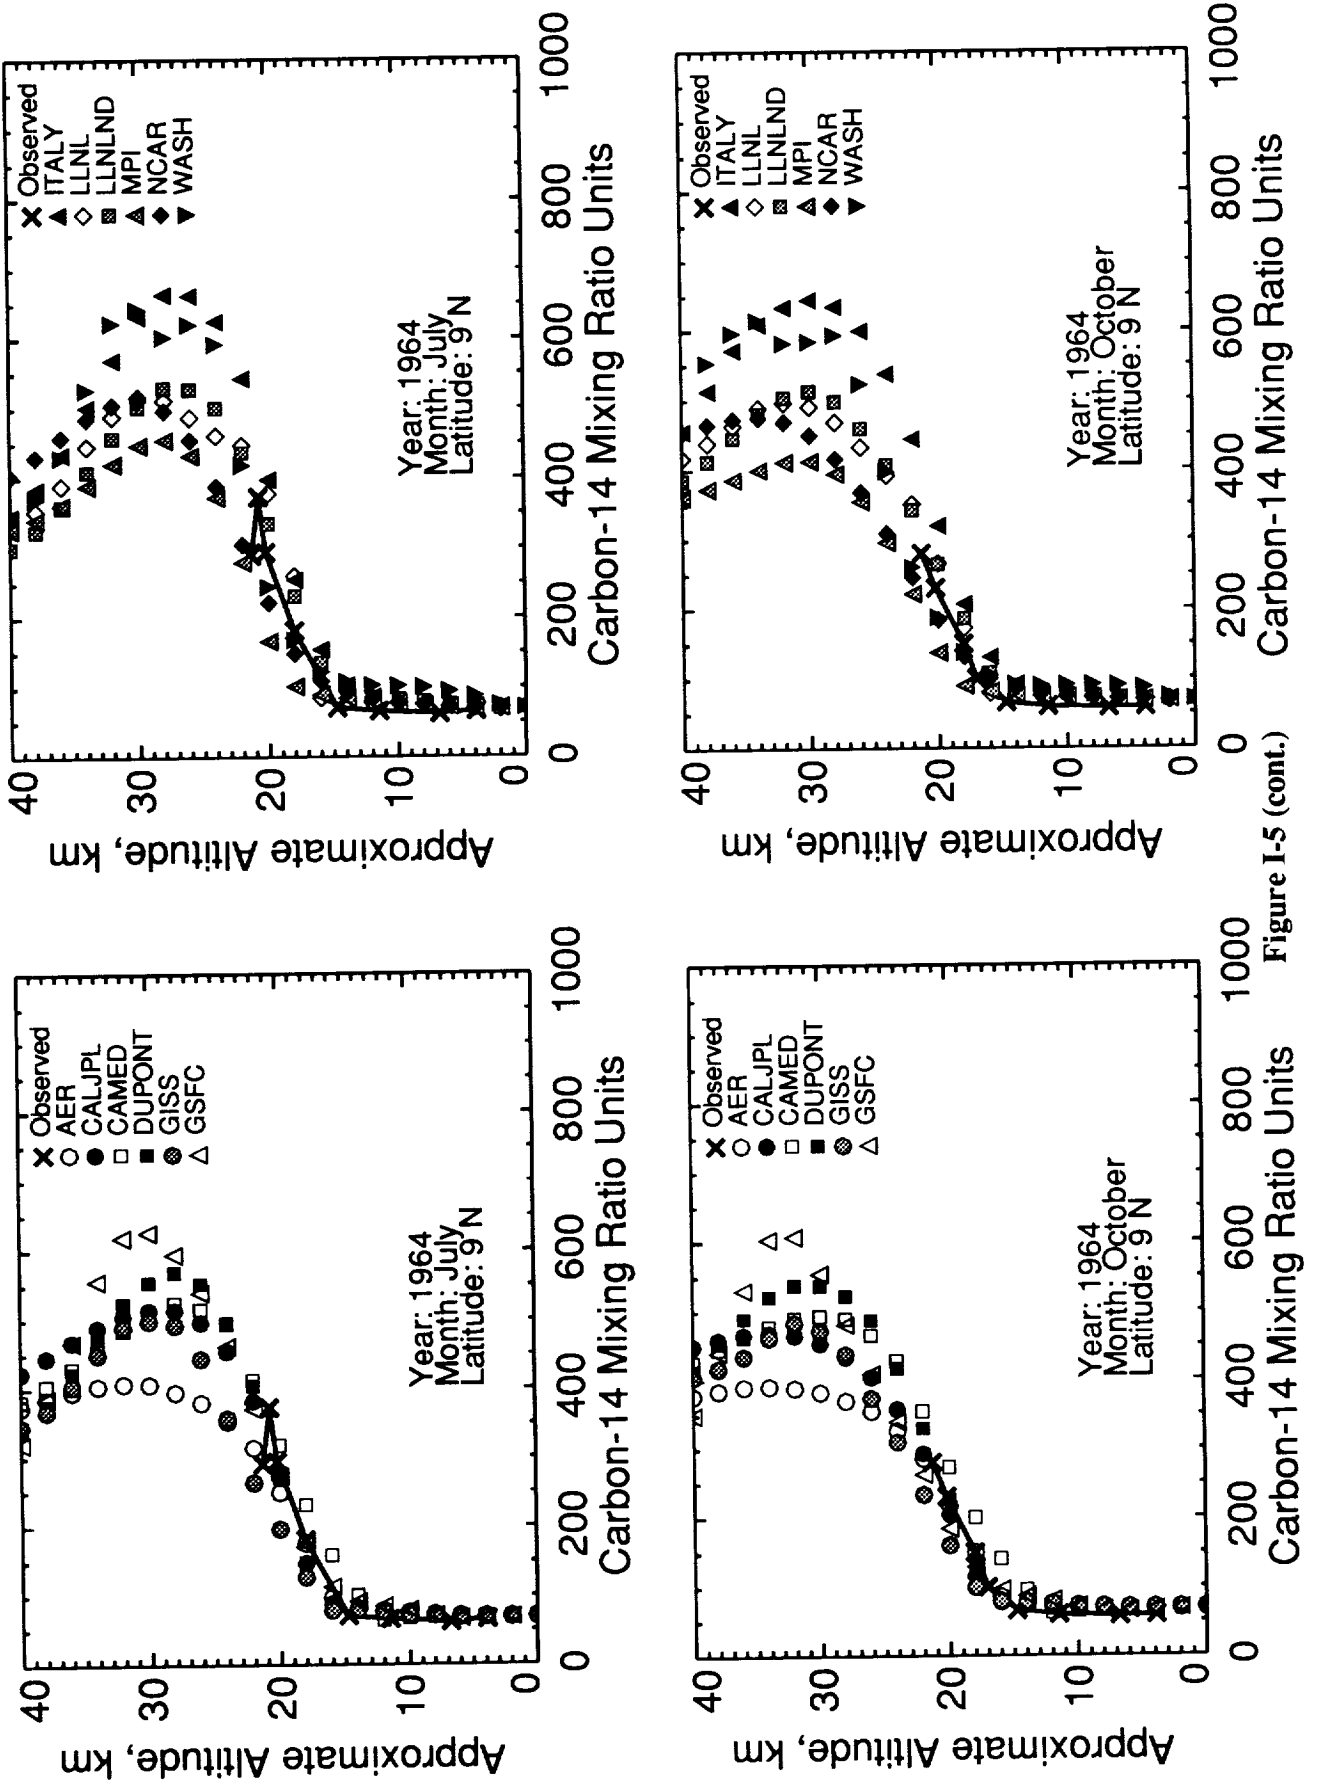 40
30
20
10
0
Approximate Altitude, km
0
200
400
600
800
1000
Carbon-14 Mixing Ratio Units
Observed
AER
CALJPL
CAMED
DUPONT
GISS
GSFC
Year: 1964
Month: July
Latitude: 9 N
40
30
20
10
0
Approximate Altitude, km
0
200
400
600
800
1000
Carbon-14 Mixing Ratio Units
Observed
AER
CALJPL
CAMED
DUPONT
GISS
GSFC
Year: 1964
Month: October
Latitude: 9 N
40
30
20
10
0
Approximate Altitude, km
0
200
400
600
800
1000
Carbon-14 Mixing Ratio Units
Observed
ITALY
LLNL
LLNLND
MPI
NCAR
WASH
Year: 1964
Month: July
Latitude: 9 N
40
30
20
10
0
Approximate Altitude, km
0
200
400
600
800
1000
Carbon-14 Mixing Ratio Units
Observed
ITALY
LLNL
LLNLND
MPI
NCAR
WASH
Year: 1964
Month: October
Latitude: 9 N
Figure I-5 (cont.)